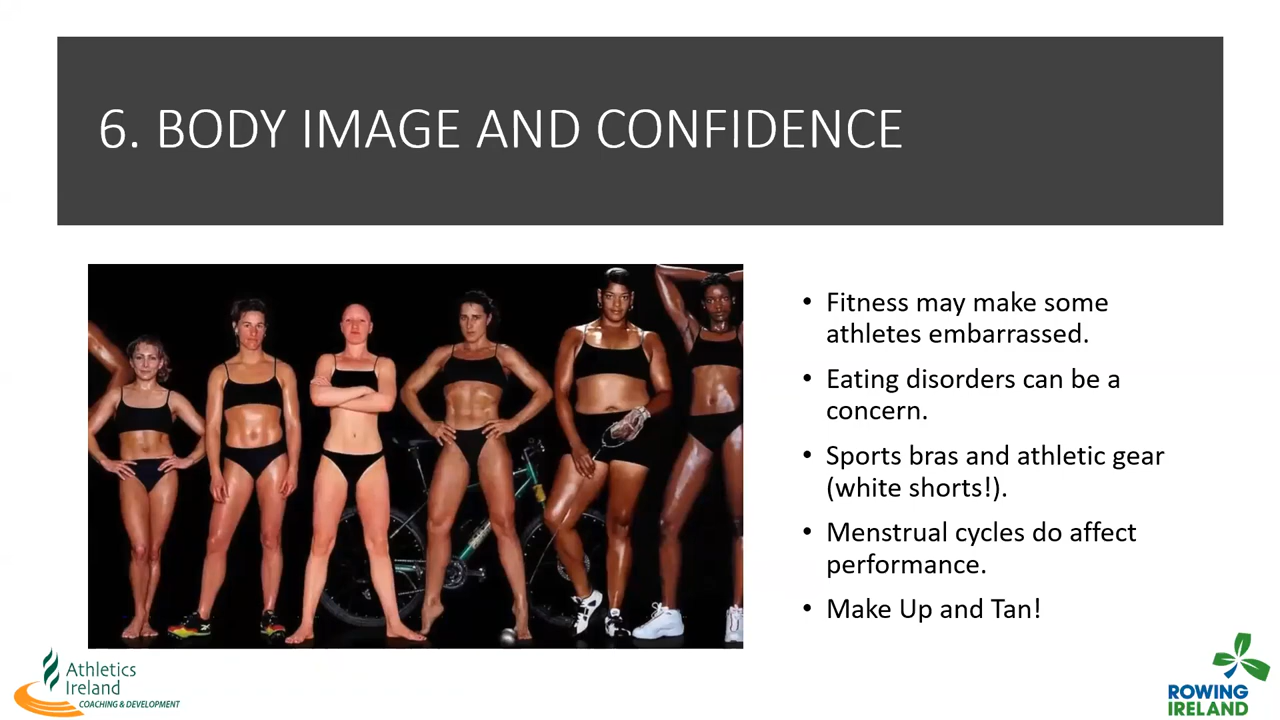 6. BODY IMAGE AND CONFIDENCE
• Fitness may make some
athletes embarrassed.
• Eating disorders can be a
concern.
• Sports bras and athletic gear
(white shorts!).
• Menstrual cycles do affect
performance.
• Make Up and Tan!
Athletics
Ireland
COACHING & DEVELOPMENT
ROWING
IRELAND